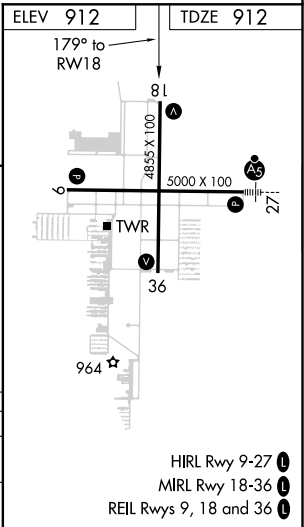 ELEV 912
TDZE 912
179° to
RW18
18
V
4855 X 100
A5
5000 X 100
P
9
P
27
TWR
V
36
964
HIRL Rwy 9-27 L
MIRL Rwy 18-36 L
REIL Rwys 9, 18 and 36 L